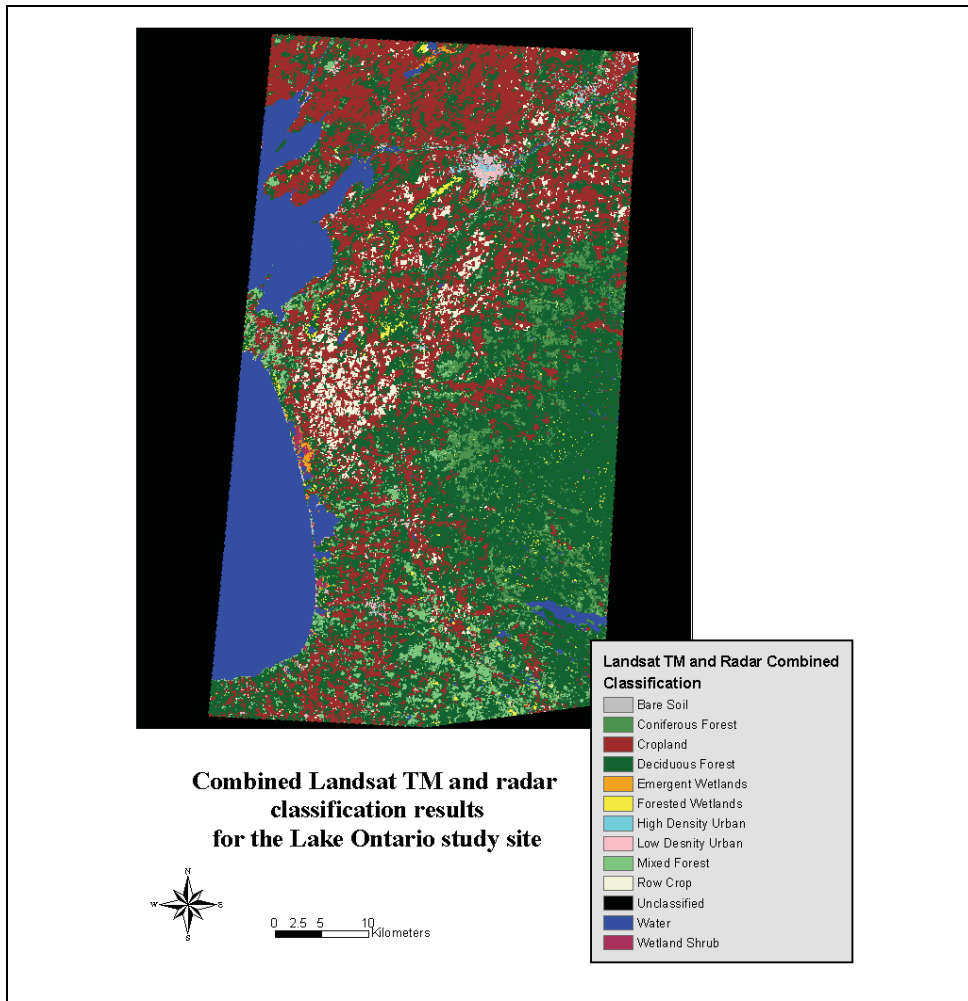 Landsat TM and Radar Combined
Classification
Bare Soil
Coniferous Forest
Cropland
Deciduous Forest
Emergent Wetlands
Forested Wetlands
High Density Urban
Low Desnity Urban
Mixed Forest
Row Crop
Unclassified
Water
Wetland Shrub
Combined Landsat TM and radar
classification results
for the Lake Ontario study site
N
W E
S
0 2.5 5 10
Kilometers